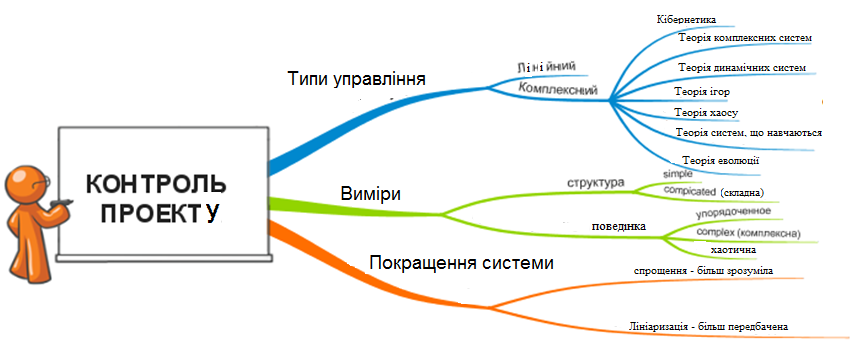 КОНТРОЛЬ
ПРОЕКТУ
Типи управління
Лінійний
Комплексний
Кібернетика
Теорія комплексних систем
Теорія динамічних систем
Теорія ігор
Теорія хаосу
Теорія систем, що навчаються
Теорія еволюції
Виміри
структура
simple
compicated (складна)
поведінка
упорядоченное
complex (комплексна)
хаотична
Покращення системи
спрощення - більш зрозуміла
Лініаризація - більш передбачена